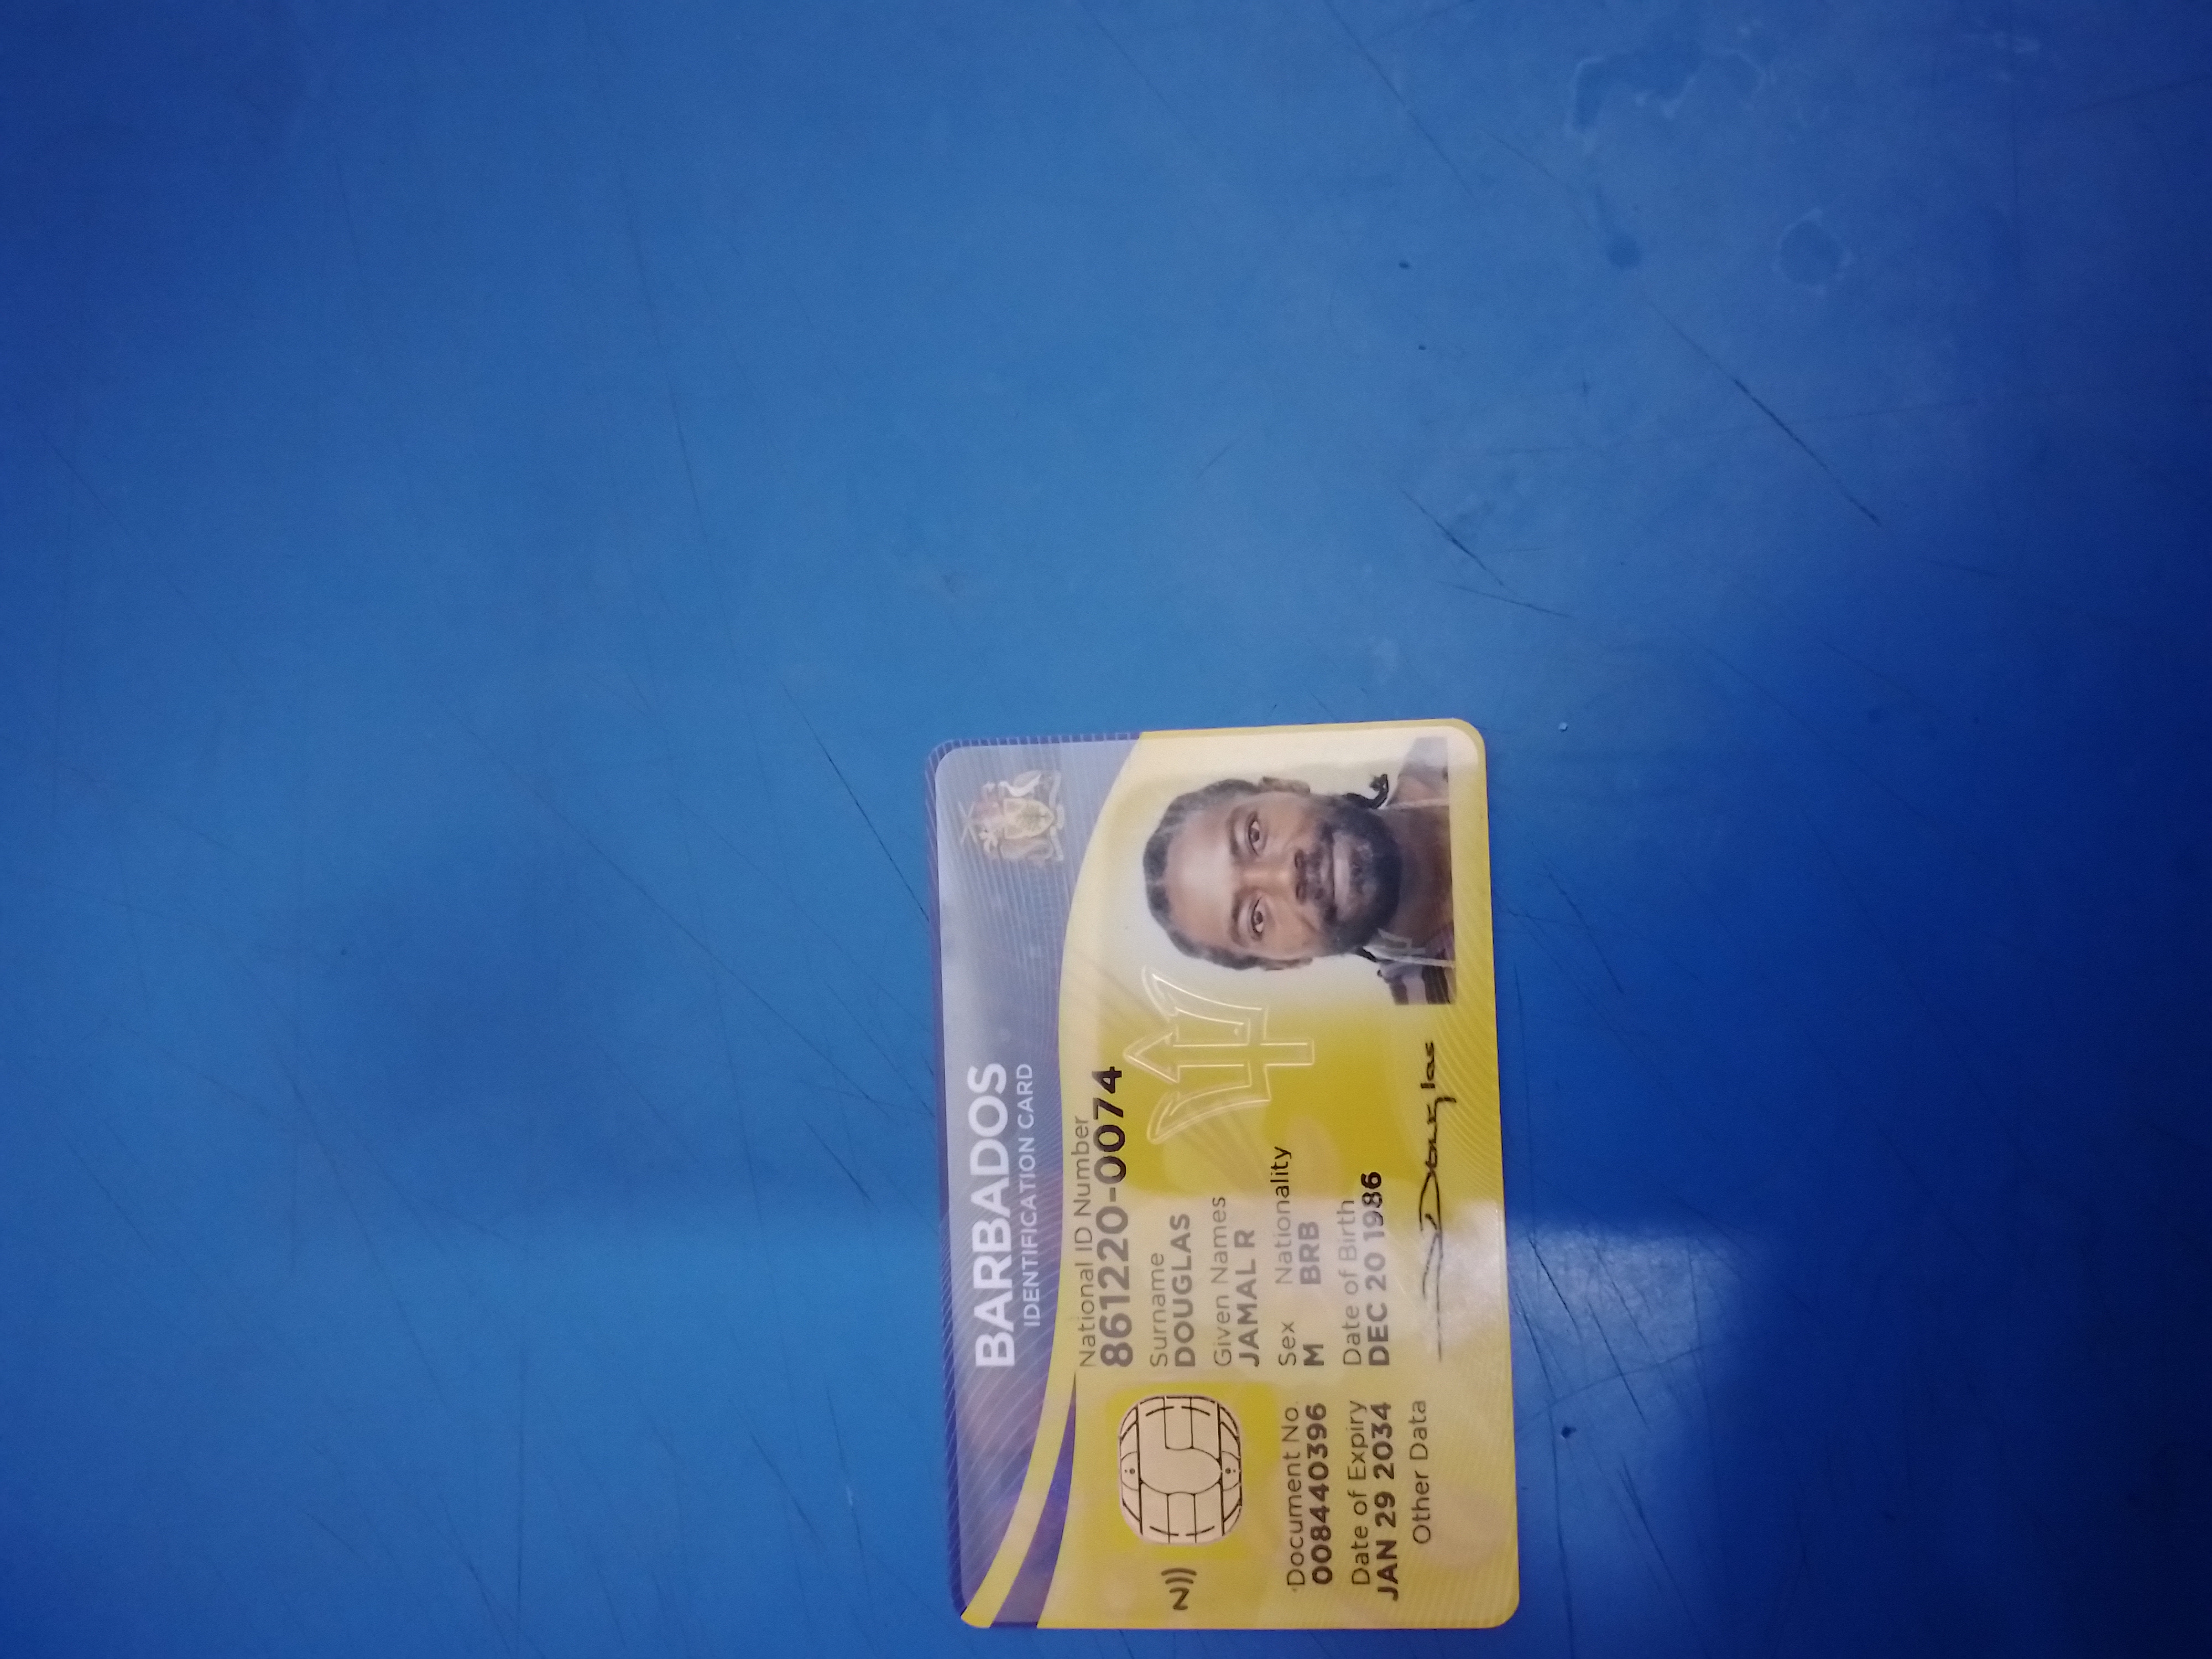 BARBADOS
IDENTIFICATION CARD
National ID Number
861220-0074
Surname
DOUGLAS
Given Names
JAMAL R
Sex Nationality
M BRB
Document No.
008440396
Date of Birth
DEC 20 1986
Date of Expiry
JAN 29 2034
Other Data
Douglas